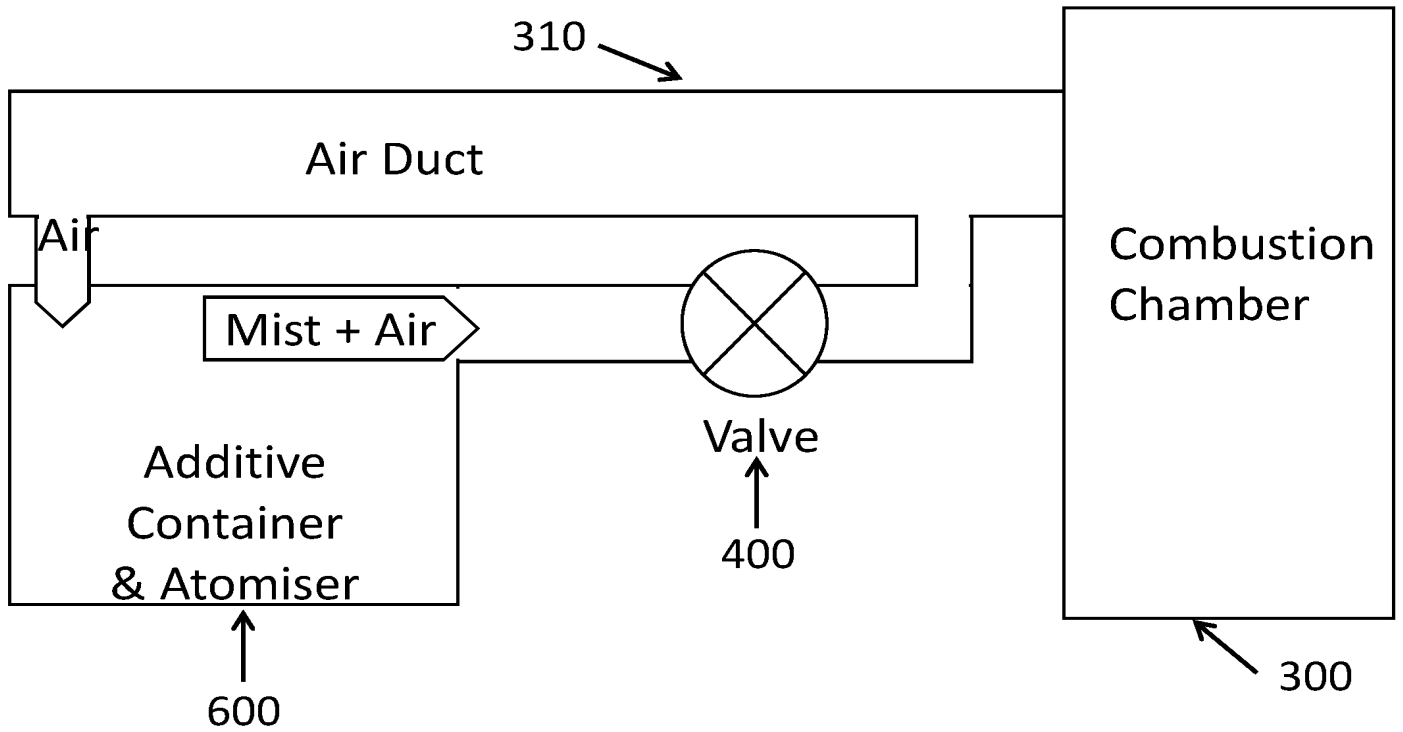 310
Air Duct
Air
Combustion
Chamber
Mist + Air
Valve
Additive
Container
& Atomiser
400
300
600